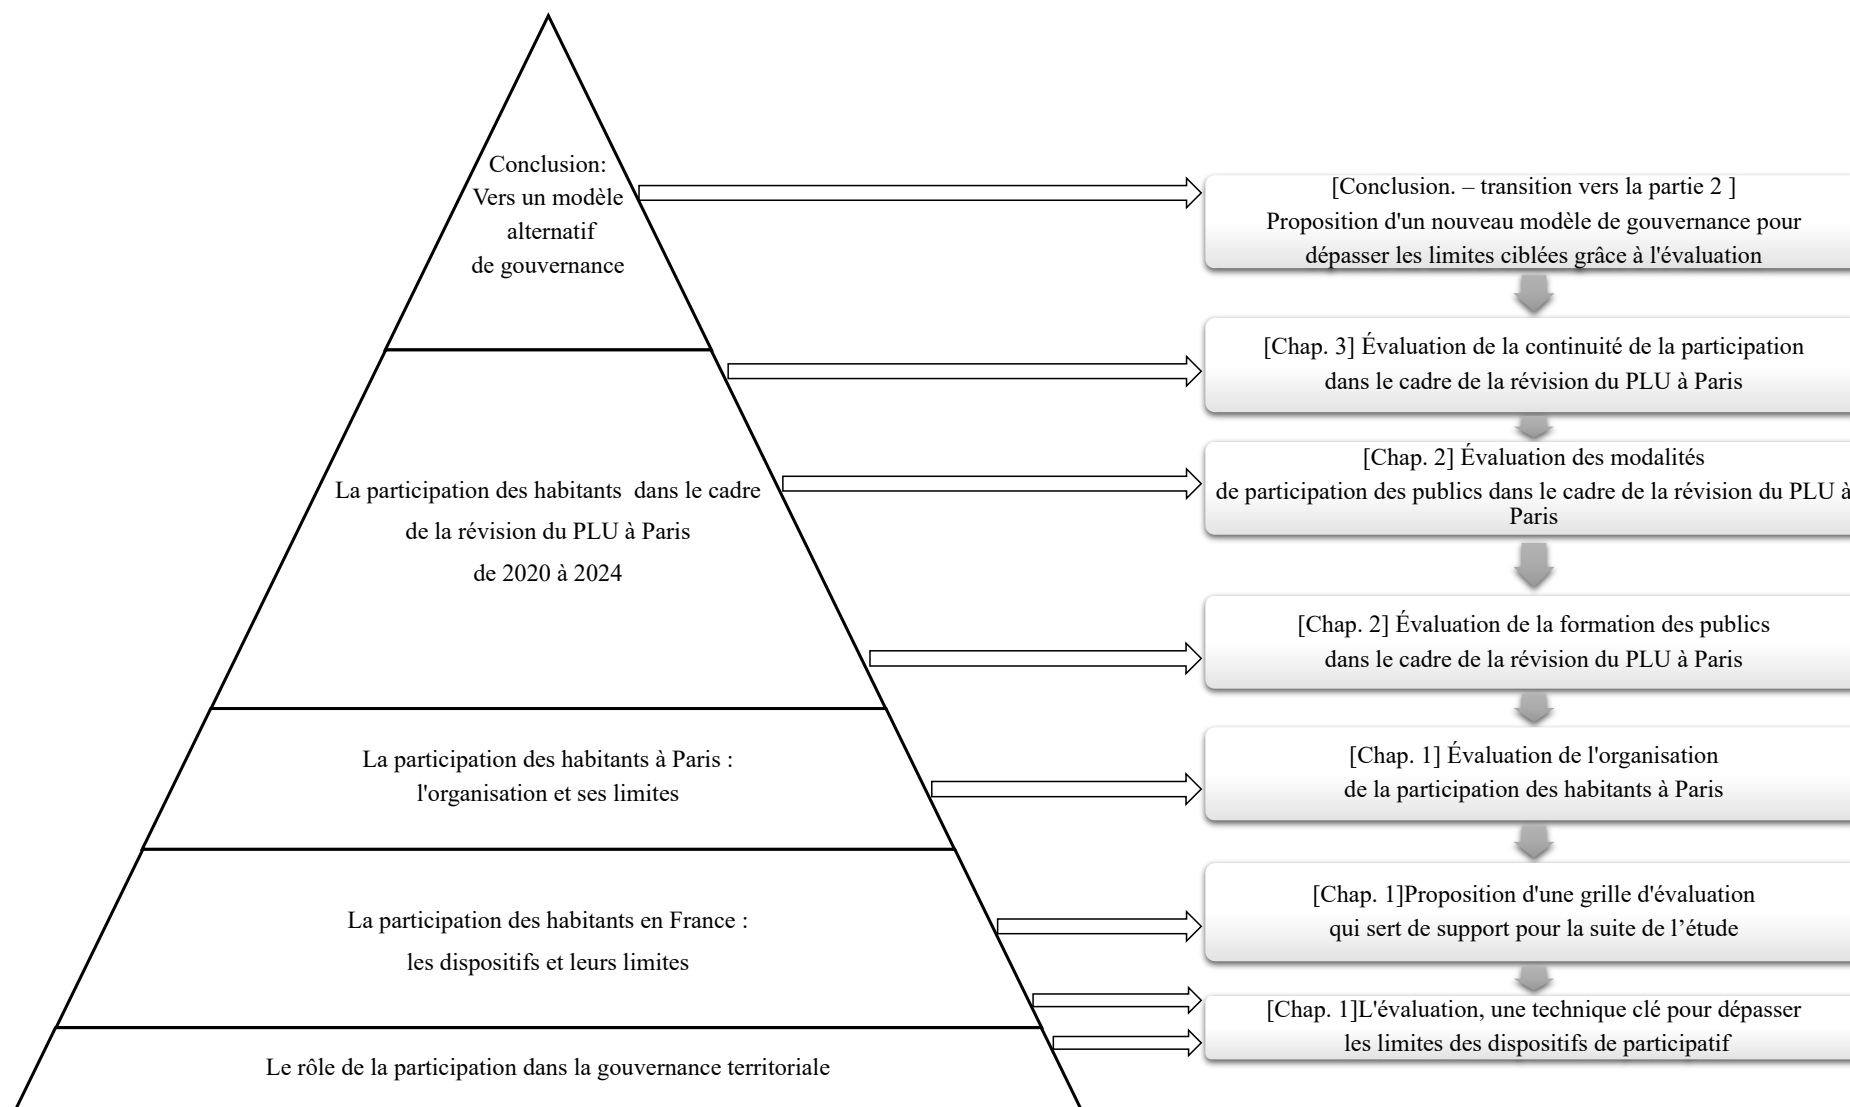 Conclusion:
Vers un modèle
alternatif
de gouvernance
La participation des habitants  dans le cadre
de la révision du PLU à Paris
de 2020 à 2024
La participation des habitants à Paris :
l'organisation et ses limites
La participation des habitants en France :
les dispositifs et leurs limites
Le rôle de la participation dans la gouvernance territoriale
[Conclusion. – transition vers la partie 2 ]
Proposition d'un nouveau modèle de gouvernance pour
dépasser les limites ciblées grâce à l'évaluation
[Chap. 3] Évaluation de la continuité de la participation
dans le cadre de la révision du PLU à Paris
[Chap. 2] Évaluation des modalités
de participation des publics dans le cadre de la révision du PLU à
Paris
[Chap. 2] Évaluation de la formation des publics
dans le cadre de la révision du PLU à Paris
[Chap. 1] Évaluation de l'organisation
de la participation des habitants à Paris
[Chap. 1]Proposition d'une grille d'évaluation
qui sert de support pour la suite de l’étude
[Chap. 1]L'évaluation, une technique clé pour dépasser
les limites des dispositifs de participatif